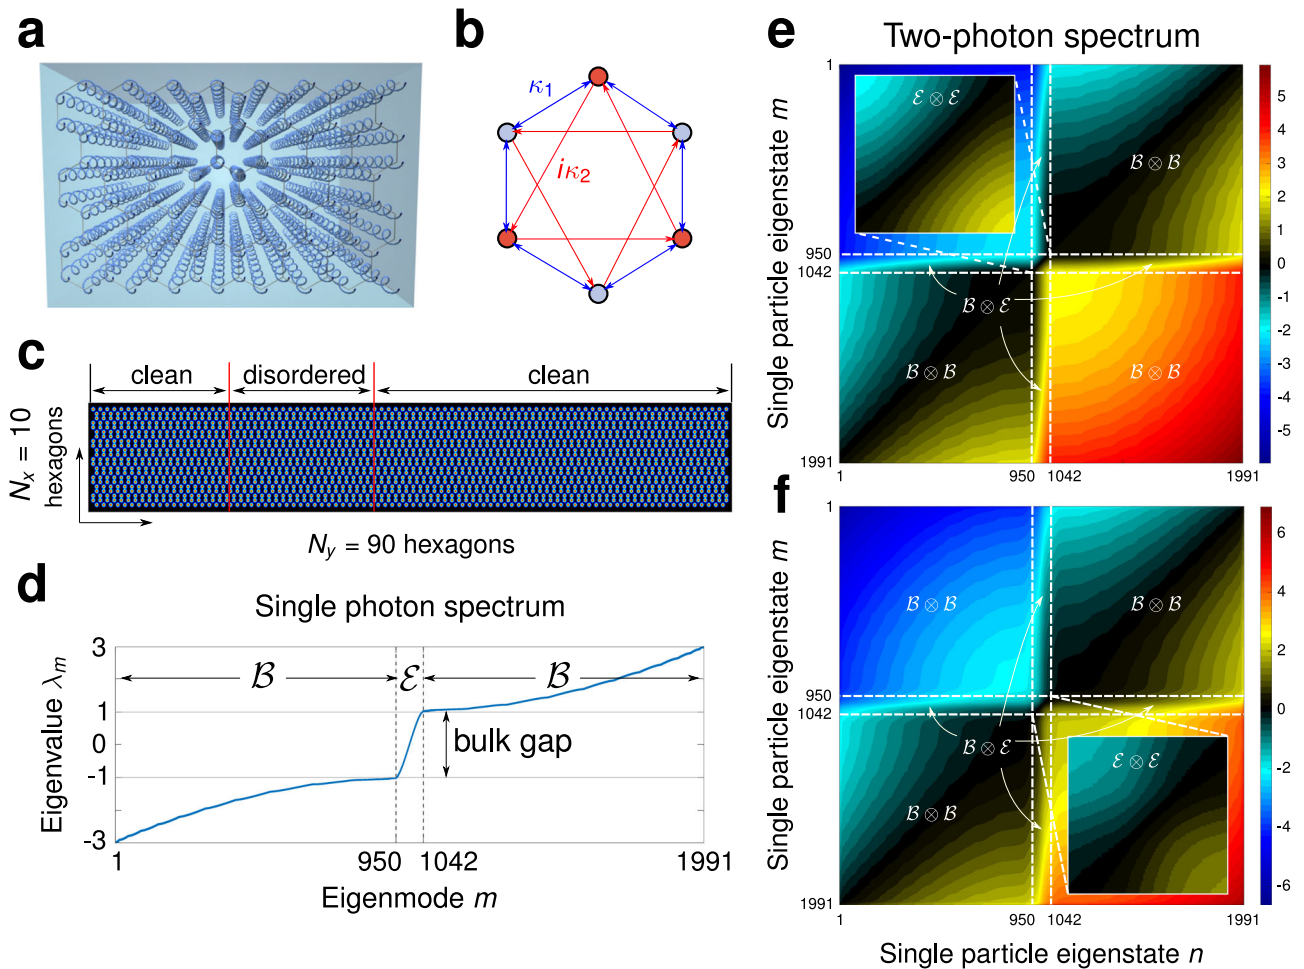 a
b
κ1
iκ2
c
clean disordered clean
Nx = 10
hexagons
Ny = 90 hexagons
d
Single photon spectrum
Eigenvalue λm
3
1
0
-1
-3
B E B
bulk gap
1 950 1042 1991
Eigenmode m
e
Two-photon spectrum
Single particle eigenstate m
1
950
1042
1991
E ⊗ E
B ⊗ B
B ⊗ E
B ⊗ B
B ⊗ B
1 950 1042 1991
5
4
3
2
1
0
-1
-2
-3
-4
-5
f
Single particle eigenstate m
1
950
1042
1991
B ⊗ B
B ⊗ B
B ⊗ E
E ⊗ E
B ⊗ B
1 950 1042 1991
6
4
2
0
-2
-4
-6
Single particle eigenstate n